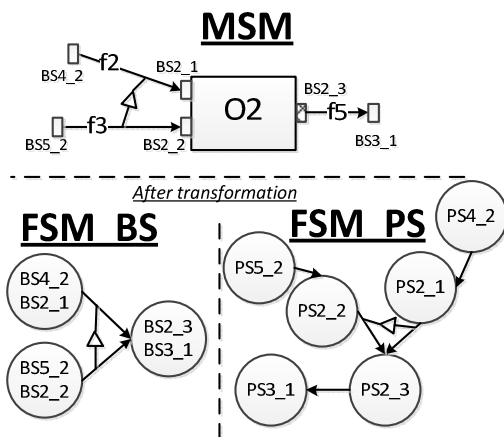 MSM
BS4_2
f2
BS2_1
O2
BS2_3
f5
BS3_1
BS5_2
f3
BS2_2
After transformation
FSM_BS
BS4_2
BS2_1
BS2_3
BS3_1
BS5_2
BS2_2
FSM_PS
PS4_2
PS5_2
PS2_1
PS2_2
PS3_1
PS2_3